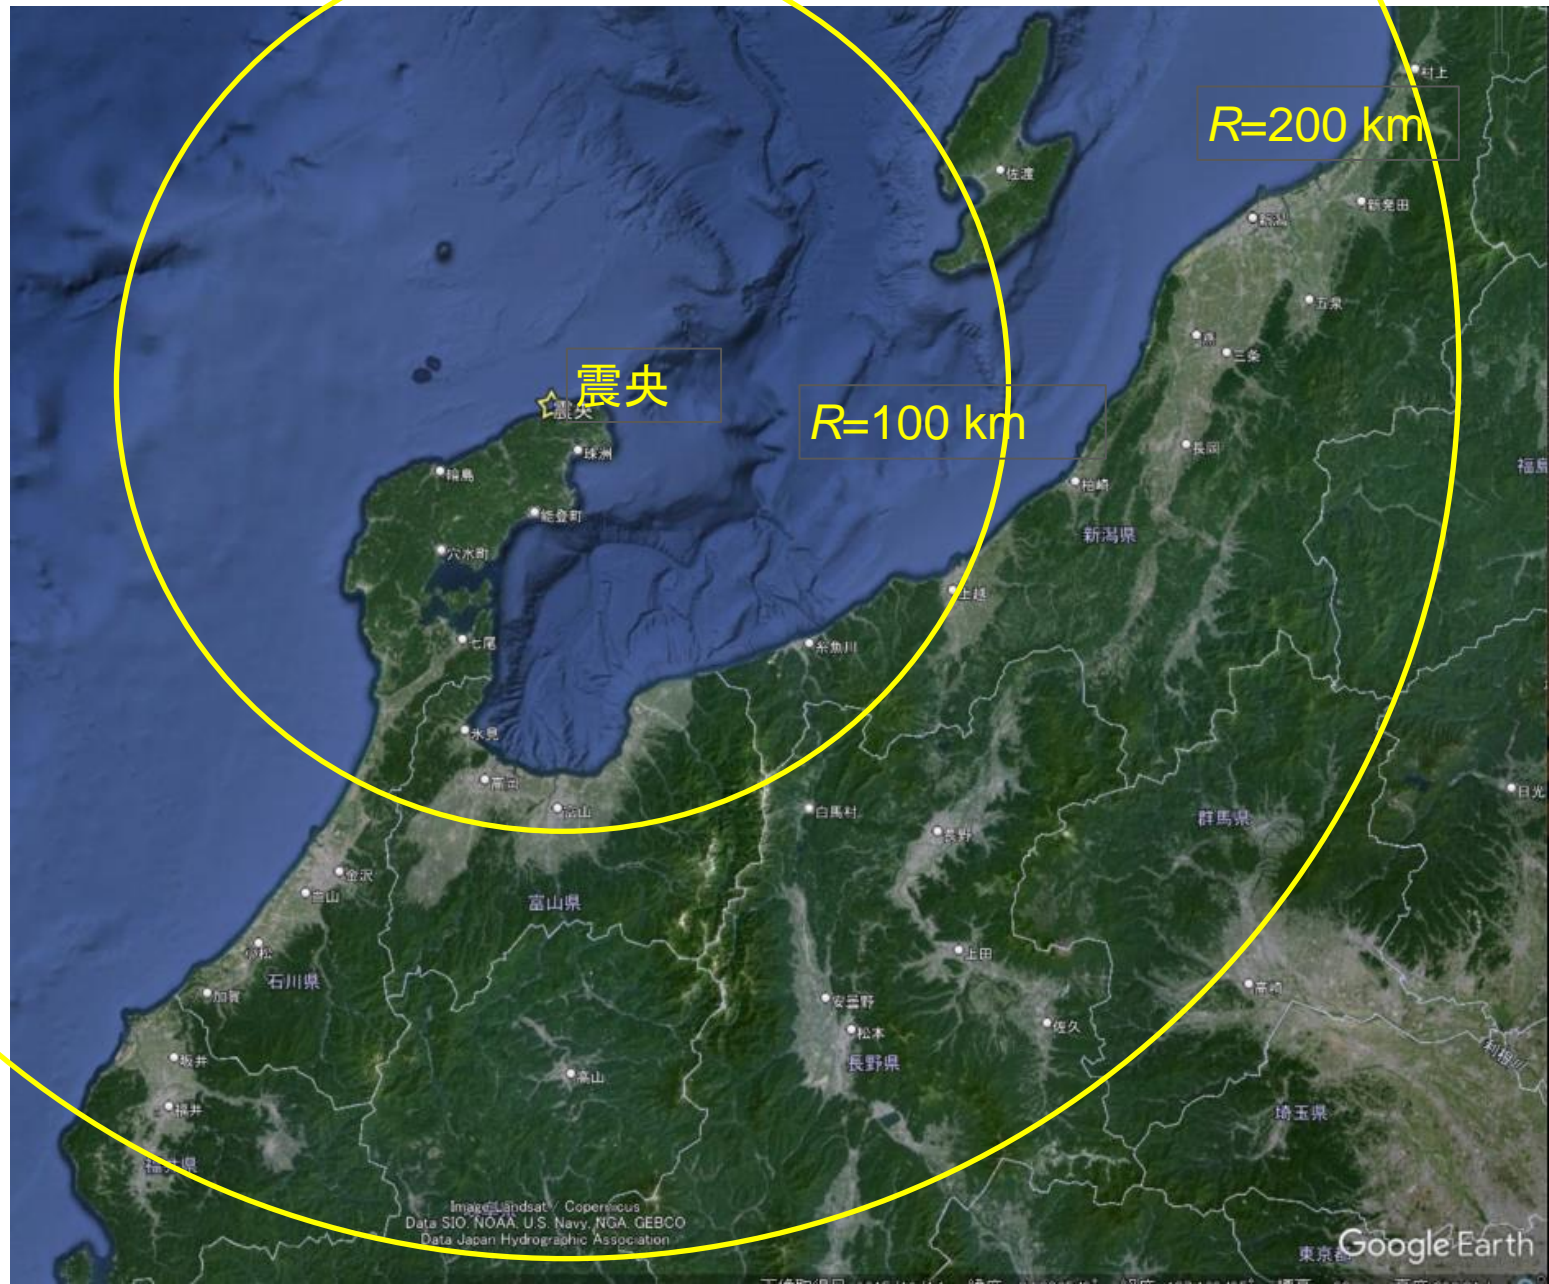 村上
R=200 km
佐渡
新発田
新潟
五泉
燕
三条
震央
震央
R=100 km
珠洲
長岡
輪島
柏崎
福島
能登町
新潟県
穴水町
上越
七尾
糸魚川
氷見
高岡
日光
富山
白馬村
群馬県
長野
金沢
白山
富山県
小松
上田
石川県
加賀
高崎
安曇野
佐久
松本
坂井
長野県
高山
福井
埼玉県
福井県
Image Landsat / Copernicus
Data SIO, NOAA, U.S. Navy, NGA, GEBCO
Data Japan Hydrographic Association
東京都
Google Earth